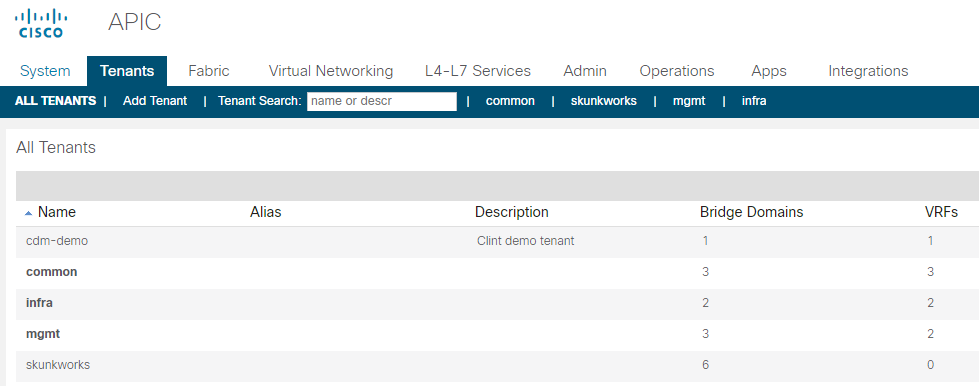 CISCO APIC
System Tenants Fabric Virtual Networking L4-L7 Services Admin Operations Apps Integrations
ALL TENANTS | Add Tenant | Tenant Search: name or descr | common | skunkworks | mgmt | infra
All Tenants
Name Alias Description Bridge Domains VRFs
cdm-demo Clint demo tenant 1 1
common 3 3
infra 2 2
mgmt 3 2
skunkworks 6 0